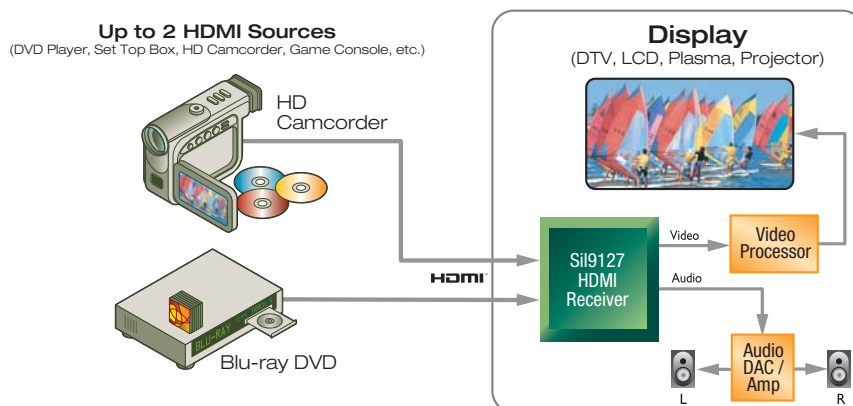 Up to 2 HDMI Sources
(DVD Player, Set Top Box, HD Camcorder, Game Console, etc.)
HD
Camcorder
HDMI
BLU-RAY
Blu-ray DVD
Display
(DTV, LCD, Plasma, Projector)
SiI9127
HDMI
Receiver
Video
Audio
Video
Processor
Audio
DAC /
Amp
L
R